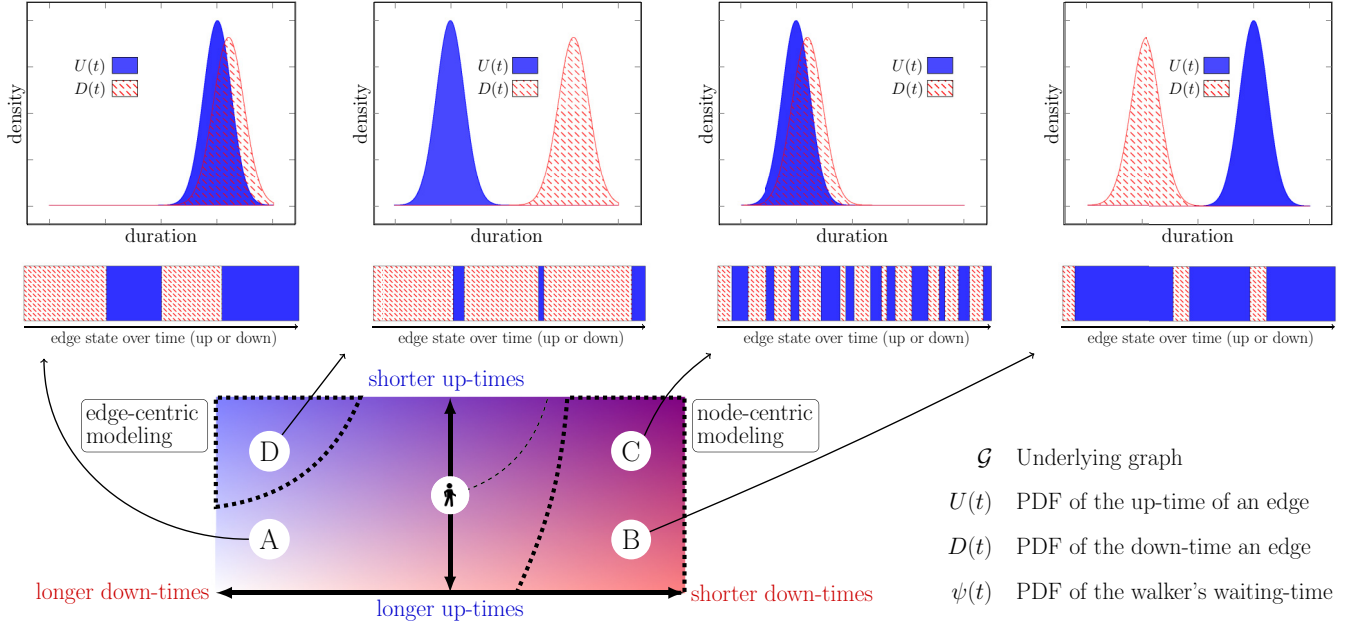 U(t)
D(t)
density
duration
U(t)
D(t)
density
duration
U(t)
D(t)
density
duration
U(t)
D(t)
density
duration
edge state over time (up or down)
edge state over time (up or down)
edge state over time (up or down)
edge state over time (up or down)
shorter up-times
edge-centric
modeling
node-centric
modeling
D
C
A
B
longer down-times
shorter down-times
longer up-times
𝒢 Underlying graph
U(t) PDF of the up-time of an edge
D(t) PDF of the down-time an edge
ψ(t) PDF of the walker's waiting-time